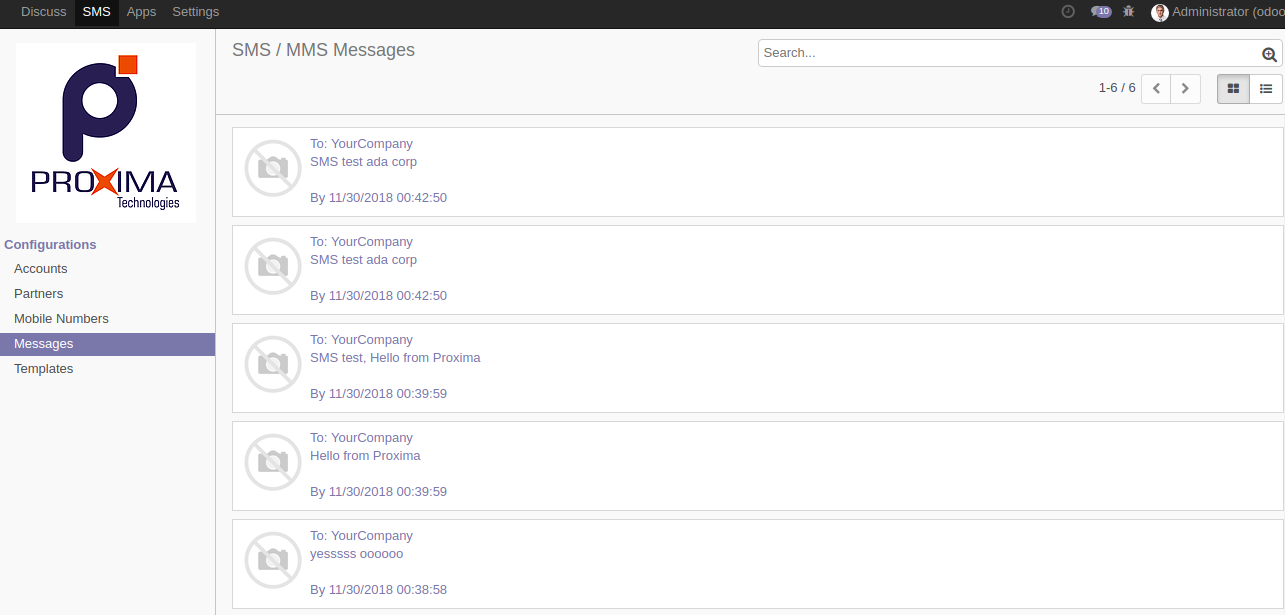 Discuss SMS Apps Settings 10 Administrator (odoo
PROXIMA
Technologies
Configurations
Accounts
Partners
Mobile Numbers
Messages
Templates
SMS / MMS Messages
Search...
1-6 / 6
To: YourCompany
SMS test ada corp
By 11/30/2018 00:42:50
To: YourCompany
SMS test ada corp
By 11/30/2018 00:42:50
To: YourCompany
SMS test, Hello from Proxima
By 11/30/2018 00:39:59
To: YourCompany
Hello from Proxima
By 11/30/2018 00:39:59
To: YourCompany
yesssss oooooo
By 11/30/2018 00:38:58